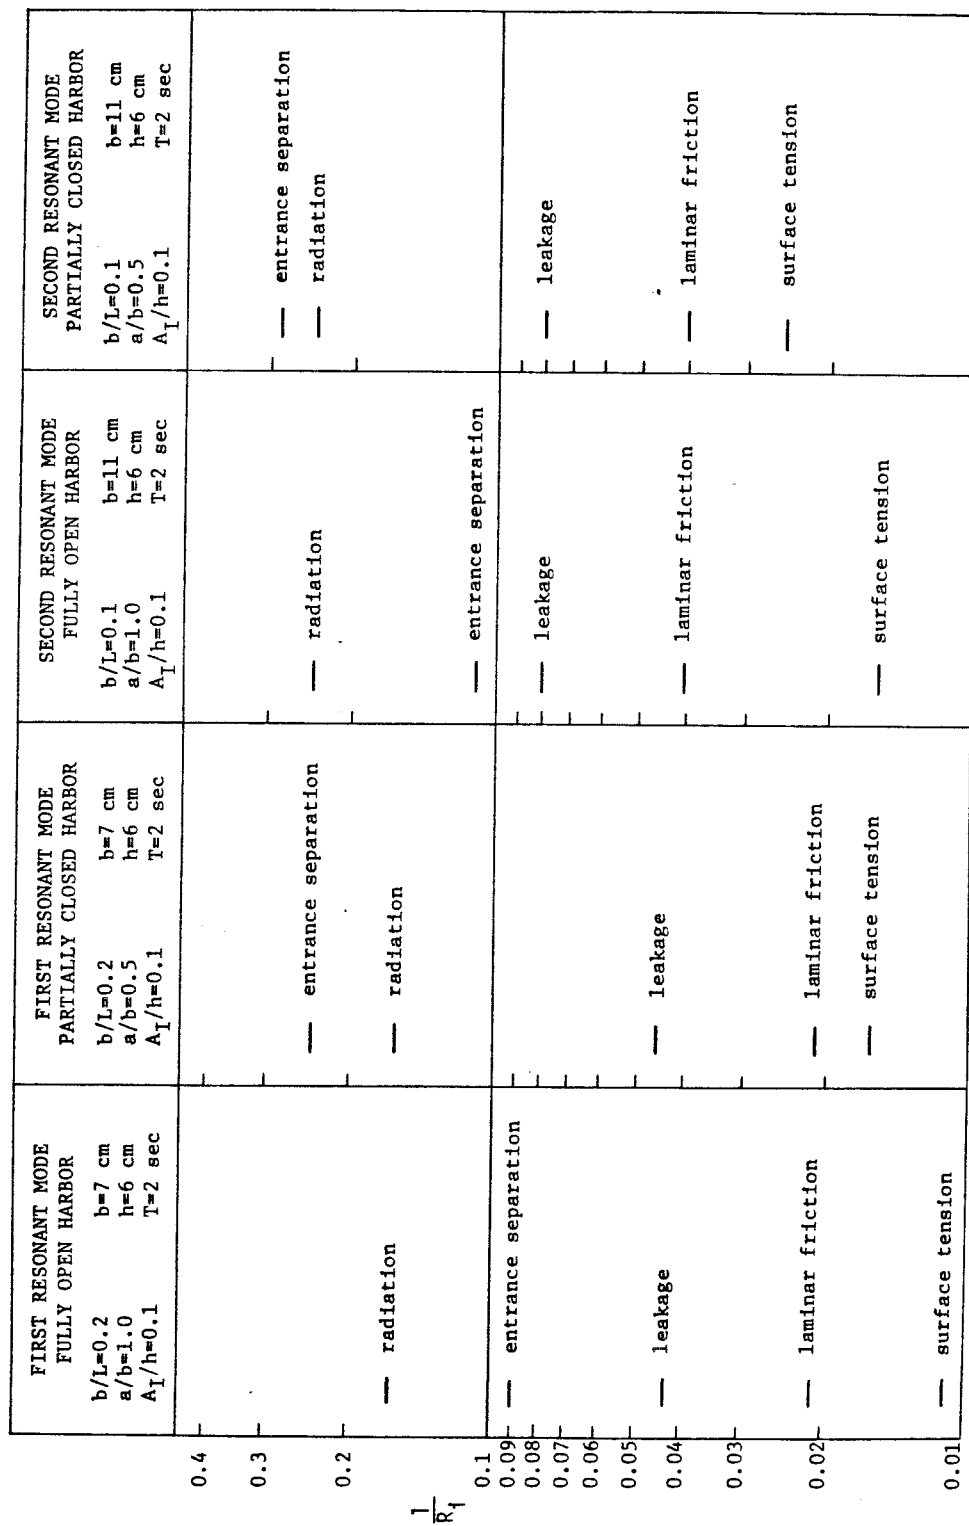 FIRST RESONANT MODE
FULLY OPEN HARBOR
b/L=0.2 b=7 cm
a/b=1.0 h=6 cm
A_I/h=0.1 T=2 sec
FIRST RESONANT MODE
PARTIALLY CLOSED HARBOR
b/L=0.2 b=7 cm
a/b=0.5 h=6 cm
A_I/h=0.1 T=2 sec
SECOND RESONANT MODE
FULLY OPEN HARBOR
b/L=0.1 b=11 cm
a/b=1.0 h=6 cm
A_I/h=0.1 T=2 sec
SECOND RESONANT MODE
PARTIALLY CLOSED HARBOR
b/L=0.1 b=11 cm
a/b=0.5 h=6 cm
A_I/h=0.1 T=2 sec
1/R_1
0.4
0.3
0.2
0.1
0.09
0.08
0.07
0.06
0.05
0.04
0.03
0.02
0.01
radiation
entrance separation
leakage
laminar friction
surface tension
entrance separation
radiation
leakage
laminar friction
surface tension
radiation
entrance separation
leakage
laminar friction
surface tension
entrance separation
radiation
leakage
laminar friction
surface tension